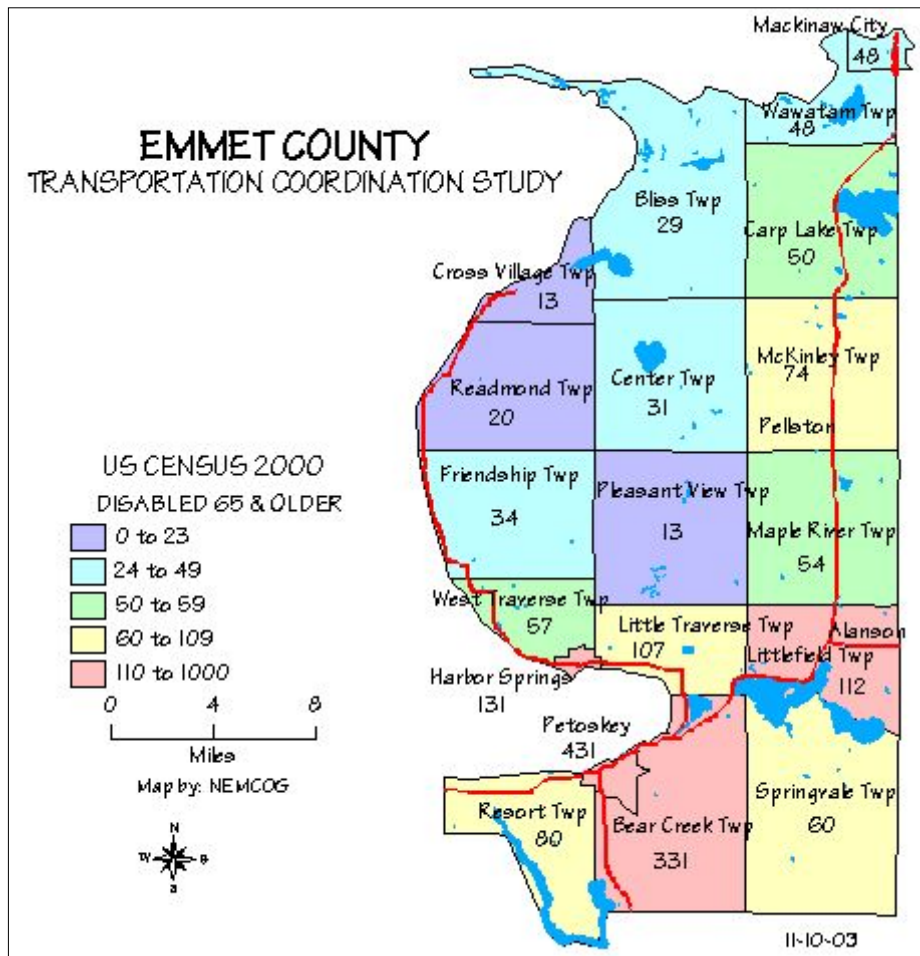 Mackinaw City
48
Wawatam Twp
48
EMMET COUNTY
TRANSPORTATION COORDINATION STUDY
Bliss Twp
29
Carp Lake Twp
50
Cross Village Twp
13
McKinley Twp
74
Readmond Twp
20
Center Twp
31
Pellston
US CENSUS 2000
DISABLED 65 & OLDER
0 to 23
24 to 49
50 to 59
60 to 109
110 to 1000
0 4 8
Miles
Map by: NEMCOG
N
W E
S
Friendship Twp
34
Pleasant View Twp
13
Maple River Twp
54
West Traverse Twp
57
Little Traverse Twp
107
Alanson
Littlefield Twp
112
Harbor Springs
131
Petoskey
431
Resort Twp
80
Bear Creek Twp
331
Springvale Twp
60
11-10-03